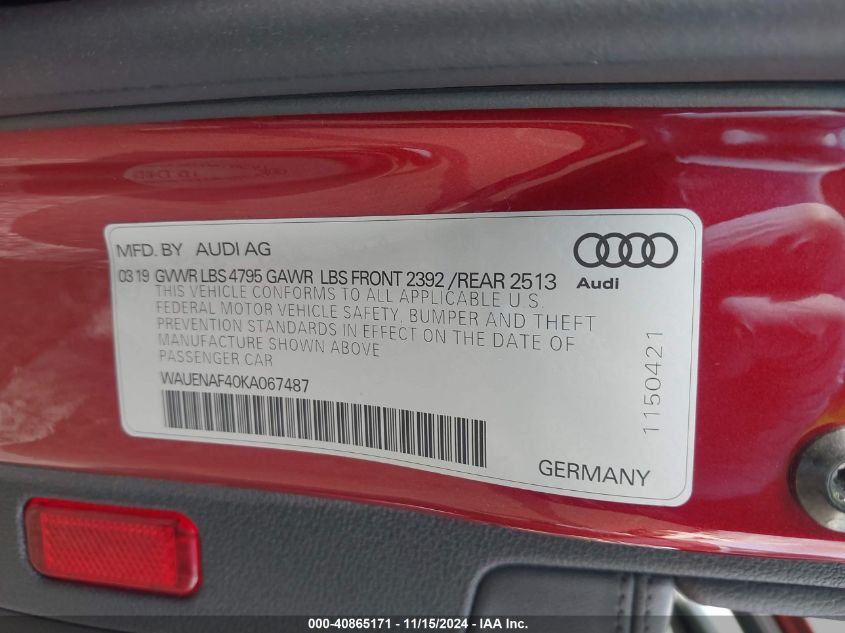 MFD. BY AUDI AG
03 19 GVWR LBS 4795 GAWR LBS FRONT 2392 /REAR 2513
THIS VEHICLE CONFORMS TO ALL APPLICABLE U.S.
FEDERAL MOTOR VEHICLE SAFETY, BUMPER AND THEFT
PREVENTION STANDARDS IN EFFECT ON THE DATE OF
MANUFACTURE SHOWN ABOVE
PASSENGER CAR
WAUENAF40KA067487
Audi
1150421
GERMANY
000-40865171 - 11/15/2024 - IAA Inc.